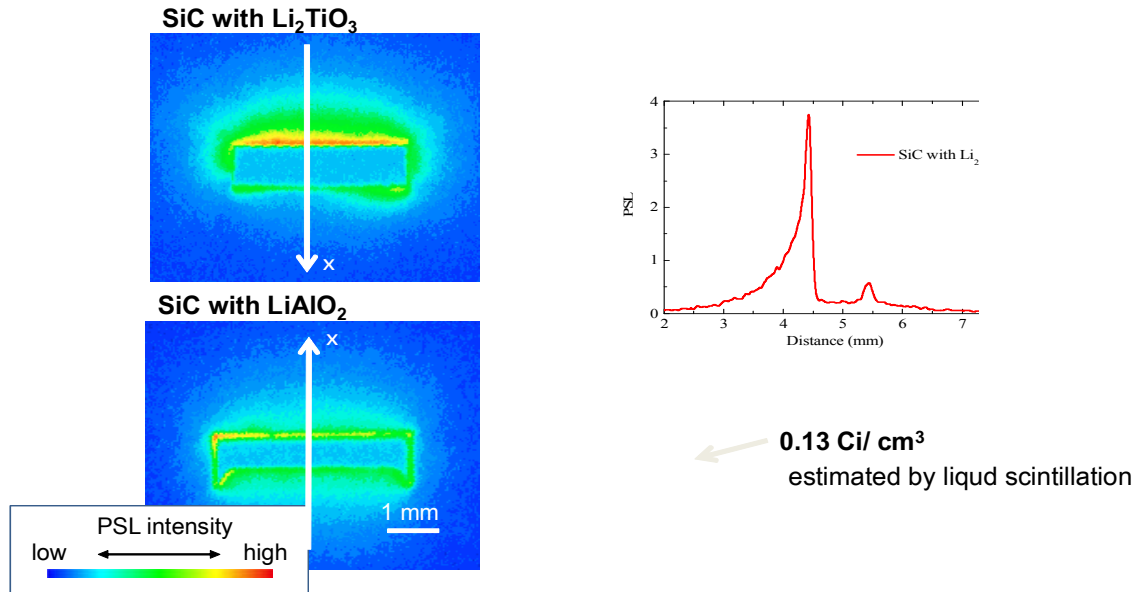 SiC with Li₂TiO₃
x
SiC with LiAlO₂
x
1 mm
PSL intensity
low high
4
3
2
1
0
PSL
SiC with Li₂
2 3 4 5 6 7
Distance (mm)
0.13 Ci/ cm³
estimated by liqud scintillation